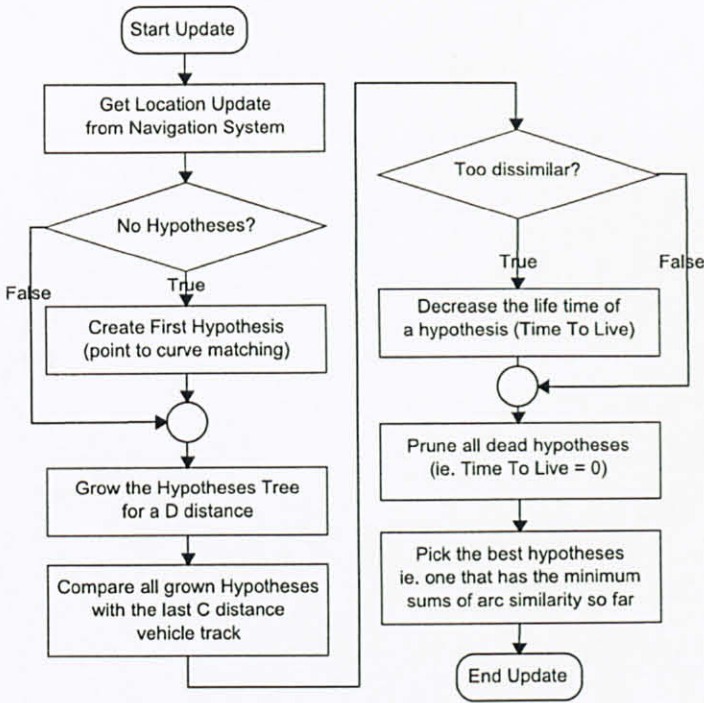 Start Update
Get Location Update
from Navigation System
No Hypotheses?
False
True
Create First Hypothesis
(point to curve matching)
Grow the Hypotheses Tree
for a D distance
Compare all grown Hypotheses
with the last C distance
vehicle track
Too dissimilar?
True
False
Decrease the life time of
a hypothesis (Time To Live)
Prune all dead hypotheses
(ie. Time To Live = 0)
Pick the best hypotheses
ie. one that has the minimum
sums of arc similarity so far
End Update